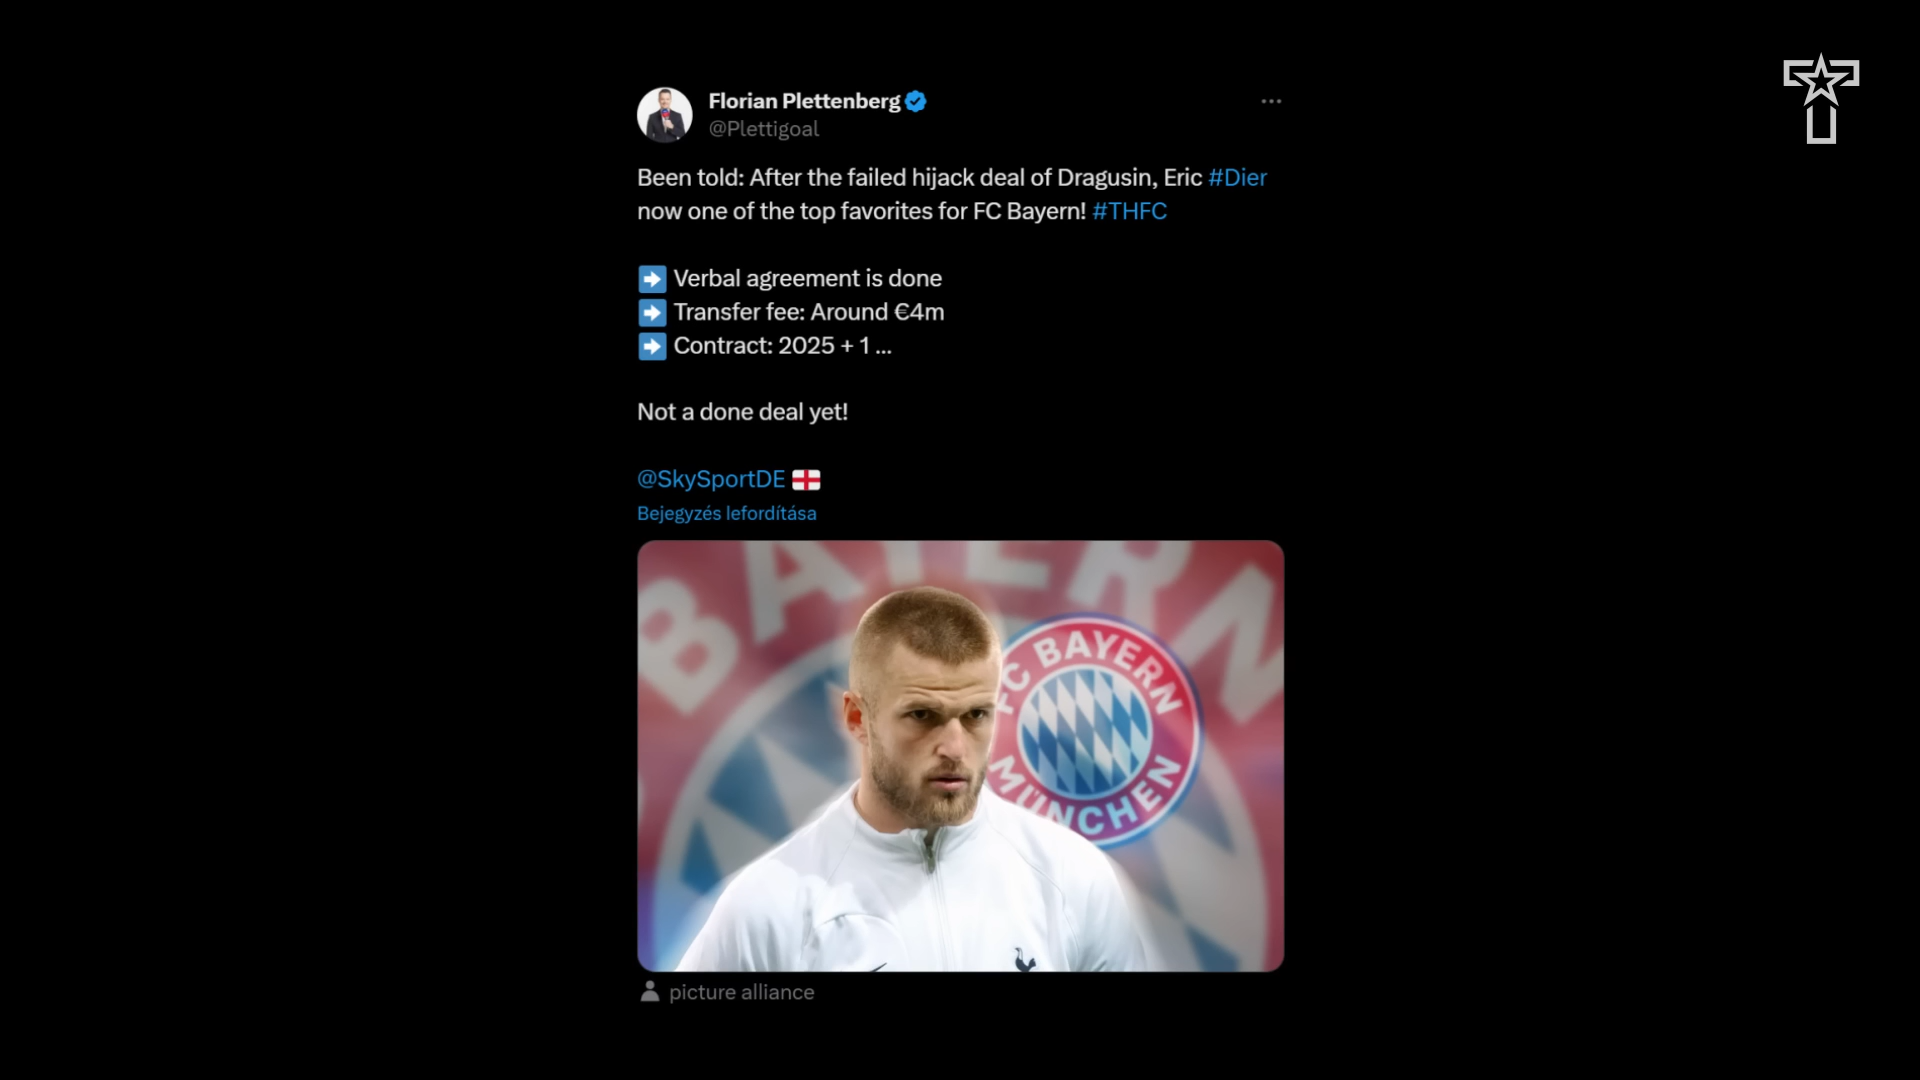 Florian Plettenberg
@Plettigoal
Been told: After the failed hijack deal of Dragusin, Eric #Dier
now one of the top favorites for FC Bayern! #THFC
➡️ Verbal agreement is done
➡️ Transfer fee: Around €4m
➡️ Contract: 2025 + 1 ...
Not a done deal yet!
@SkySportDE 🏴󠁧󠁢󠁥󠁮󠁧󠁿
Bejegyzés lefordítása
BAYERN
FC BAYERN
MÜNCHEN
picture alliance